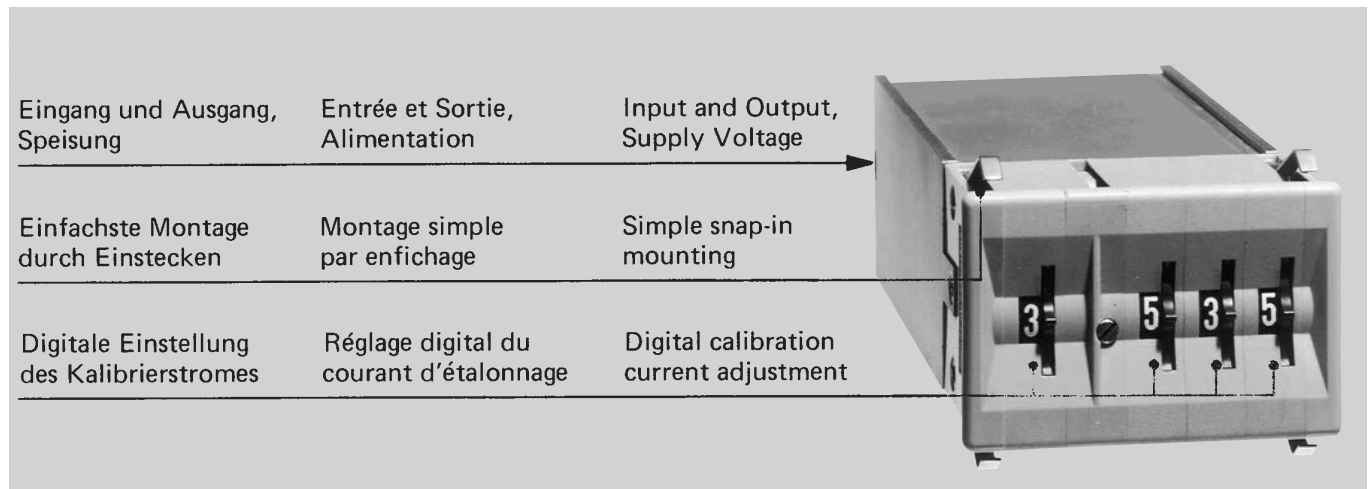 Eingang und Ausgang,
Speisung
Entrée et Sortie,
Alimentation
Input and Output,
Supply Voltage
Einfachste Montage
durch Einstecken
Montage simple
par enfichage
Simple snap-in
mounting
Digitale Einstellung
des Kalibrierstromes
Réglage digital du
courant d'étalonnage
Digital calibration
current adjustment
3 5 3 5